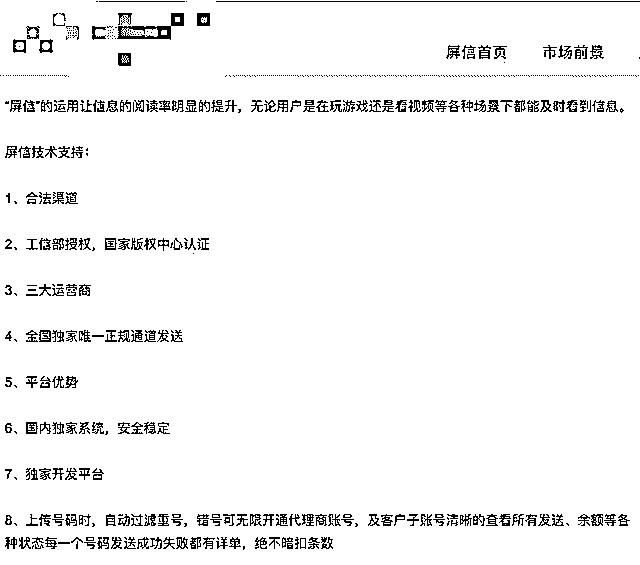 屏信首页 市场前景
“屏信”的运用让信息的阅读率明显的提升，无论用户是在玩游戏还是看视频等各种场景下都能及时看到信息。
屏信技术支持：
1、合法渠道
2、工信部授权，国家版权中心认证
3、三大运营商
4、全国独家唯一正规通道发送
5、平台优势
6、国内独家系统，安全稳定
7、独家开发平台
8、上传号码时，自动过滤重号，错号可无限开通代理商账号，及客户子账号清晰的查看所有发送、余额等各
种状态每一个号码发送成功失败都有详单，绝不暗扣条数